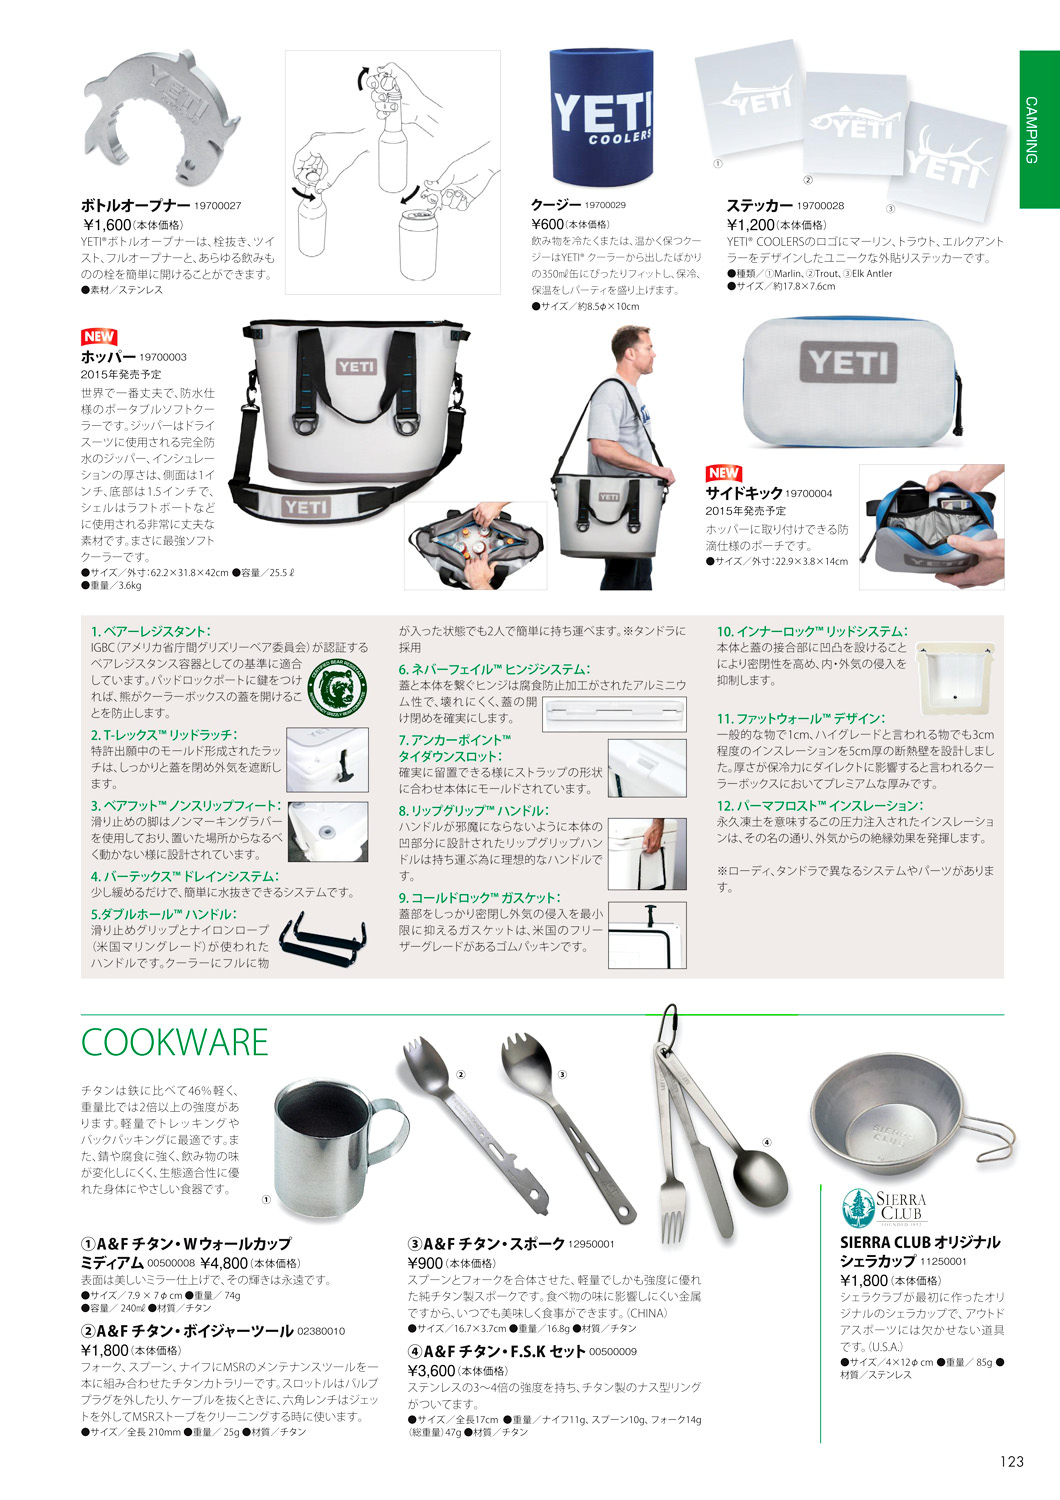 CAMPING
YETI
YETI
COOLERS
YETI
YETI
YETI
①
②
③
ボトルオープナー 19700027
¥1,600(本体価格)
YETI®ボトルオープナーは、栓抜き、ツイ
スト、フルオープナーと、あらゆる飲みも
のの栓を簡単に開けることができます。
●素材／ステンレス
クージー 19700029
¥600(本体価格)
飲み物を冷たくまたは、温かく保つクー
ジーはYETI® クーラーから出したばかり
の350㎖缶にぴったりフィットし、保冷、
保温をしパーティを盛り上げます。
●サイズ／約8.5φ×10cm
ステッカー 19700028
¥1,200(本体価格)
YETI® COOLERSのロゴにマーリン、トラウト、エルクアント
ラーをデザインしたユニークな外貼りステッカーです。
●種類／①Marlin、②Trout、③Elk Antler
●サイズ／約17.8×7.6cm
NEW
ホッパー 19700003
2015年発売予定
世界で一番丈夫で、防水仕
様のポータブルソフトクー
ラーです。ジッパーはドライ
スーツに使用される完全防
水のジッパー、インシュレー
ションの厚さは、側面は1イ
ンチ、底部は1.5インチで、
シェルはラフトボートなど
に使用される非常に丈夫な
素材です。まさに最強ソフト
クーラーです。
●サイズ／外寸:62.2×31.8×42cm ●容量／25.5ℓ
●重量／3.6kg
YETI
YETI
YETI
YETI
NEW
サイドキック 19700004
2015年発売予定
ホッパーに取り付けできる防
滴仕様のポーチです。
●サイズ／外寸:22.9×3.8×14cm
1. ベアーレジスタント:
IGBC(アメリカ省庁間グリズリーベア委員会)が認証する
ベアレジスタンス容器としての基準に適合
しています。パッドロックポートに鍵をつけ
れば、熊がクーラーボックスの蓋を開けるこ
とを防止します。
2. T-レックス™ リッドラッチ:
特許出願中のモールド形成されたラッ
チは、しっかりと蓋を閉め外気を遮断し
ます。
3. ベアフット™ ノンスリップフィート:
滑り止めの脚はノンマーキングラバー
を使用しており、置いた場所からなるべ
く動かない様に設計されています。
4. バーテックス™ ドレインシステム:
少し緩めるだけで、簡単に水抜きできるシステムです。
5.ダブルホール™ ハンドル:
滑り止めグリップとナイロンロープ
(米国マリングレード)が使われた
ハンドルです。クーラーにフルに物
が入った状態でも2人で簡単に持ち運べます。※タンドラに
採用
6. ネバーフェイル™ ヒンジシステム:
蓋と本体を繋ぐヒンジは腐食防止加工がされたアルミニウ
ム性で、壊れにくく、蓋の開
け閉めを確実にします。
7. アンカーポイント™
タイダウンスロット:
確実に留置できる様にストラップの形状
に合わせ本体にモールドされています。
8. リップグリップ™ ハンドル:
ハンドルが邪魔にならないように本体の
凹部分に設計されたリップグリップハン
ドルは持ち運ぶ為に理想的なハンドルで
す。
9. コールドロック™ ガスケット:
蓋部をしっかり密閉し外気の侵入を最小
限に抑えるガスケットは、米国のフリー
ザーグレードがあるゴムパッキンです。
10. インナーロック™ リッドシステム:
本体と蓋の接合部に凹凸を設けること
により密閉性を高め、内・外気の侵入を
抑制します。
11. ファットウォール™ デザイン:
一般的な物で1cm、ハイグレードと言われる物でも3cm
程度のインスレーションを5cm厚の断熱壁を設計しまし
た。厚さが保冷力にダイレクトに影響すると言われるクー
ラーボックスにおいてプレミアムな厚みです。
12. パーマフロスト™ インスレーション:
永久凍土を意味するこの圧力注入されたインスレーショ
ンは、その名の通り、外気からの絶縁効果を発揮します。
※ローディ、タンドラで異なるシステムやパーツがありま
す。
COOKWARE
チタンは鉄に比べて46%軽く、
重量比では2倍以上の強度があ
ります。軽量でトレッキングや
バックパッキングに最適です。ま
た、錆や腐食に強く、飲み物の味
が変化しにくく、生態適合性に優
れた身体にやさしい食器です。
①
②
③
④
SIERRA
CLUB
SIERRA
CLUB
FOUNDED 1892
①A&F チタン・Wウォールカップ
ミディアム 00500008 ¥4,800(本体価格)
表面は美しいミラー仕上げで、その輝きは永遠です。
●サイズ／7.9×7φcm ●重量／74g
●容量／240㎖ ●材質／チタン
②A&F チタン・ボイジャーツール 02380010
¥1,800(本体価格)
フォーク、スプーン、ナイフにMSRのメンテナンスツールを一
本に組み合わせたチタンカトラリーです。スロットルはバルブ
プラグを外したり、ケーブルを抜くときに、六角レンチはジェッ
トを外してMSRストーブをクリーニングする時に使います。
●サイズ／全長 210mm ●重量／25g ●材質／チタン
③A&F チタン・スポーク 12950001
¥900(本体価格)
スプーンとフォークを合体させた、軽量でしかも強度に優れ
た純チタン製スポークです。食べ物の味に影響しにくい金属
ですから、いつでも美味しく食事ができます。(CHINA)
●サイズ／16.7×3.7cm ●重量／16.8g ●材質／チタン
④A&F チタン・F.S.K セット 00500009
¥3,600(本体価格)
ステンレスの3〜4倍の強度を持ち、チタン製のナス型リング
がついてます。
●サイズ／全長17cm ●重量／ナイフ11g、スプーン10g、フォーク14g
(総重量)47g ●材質／チタン
SIERRA CLUB オリジナル
シェラカップ 11250001
¥1,800(本体価格)
シェラクラブが最初に作ったオリ
ジナルのシェラカップで、アウトド
アスポーツには欠かせない道具
です。(U.S.A.)
●サイズ／4×12φcm ●重量／85g ●
材質／ステンレス
123